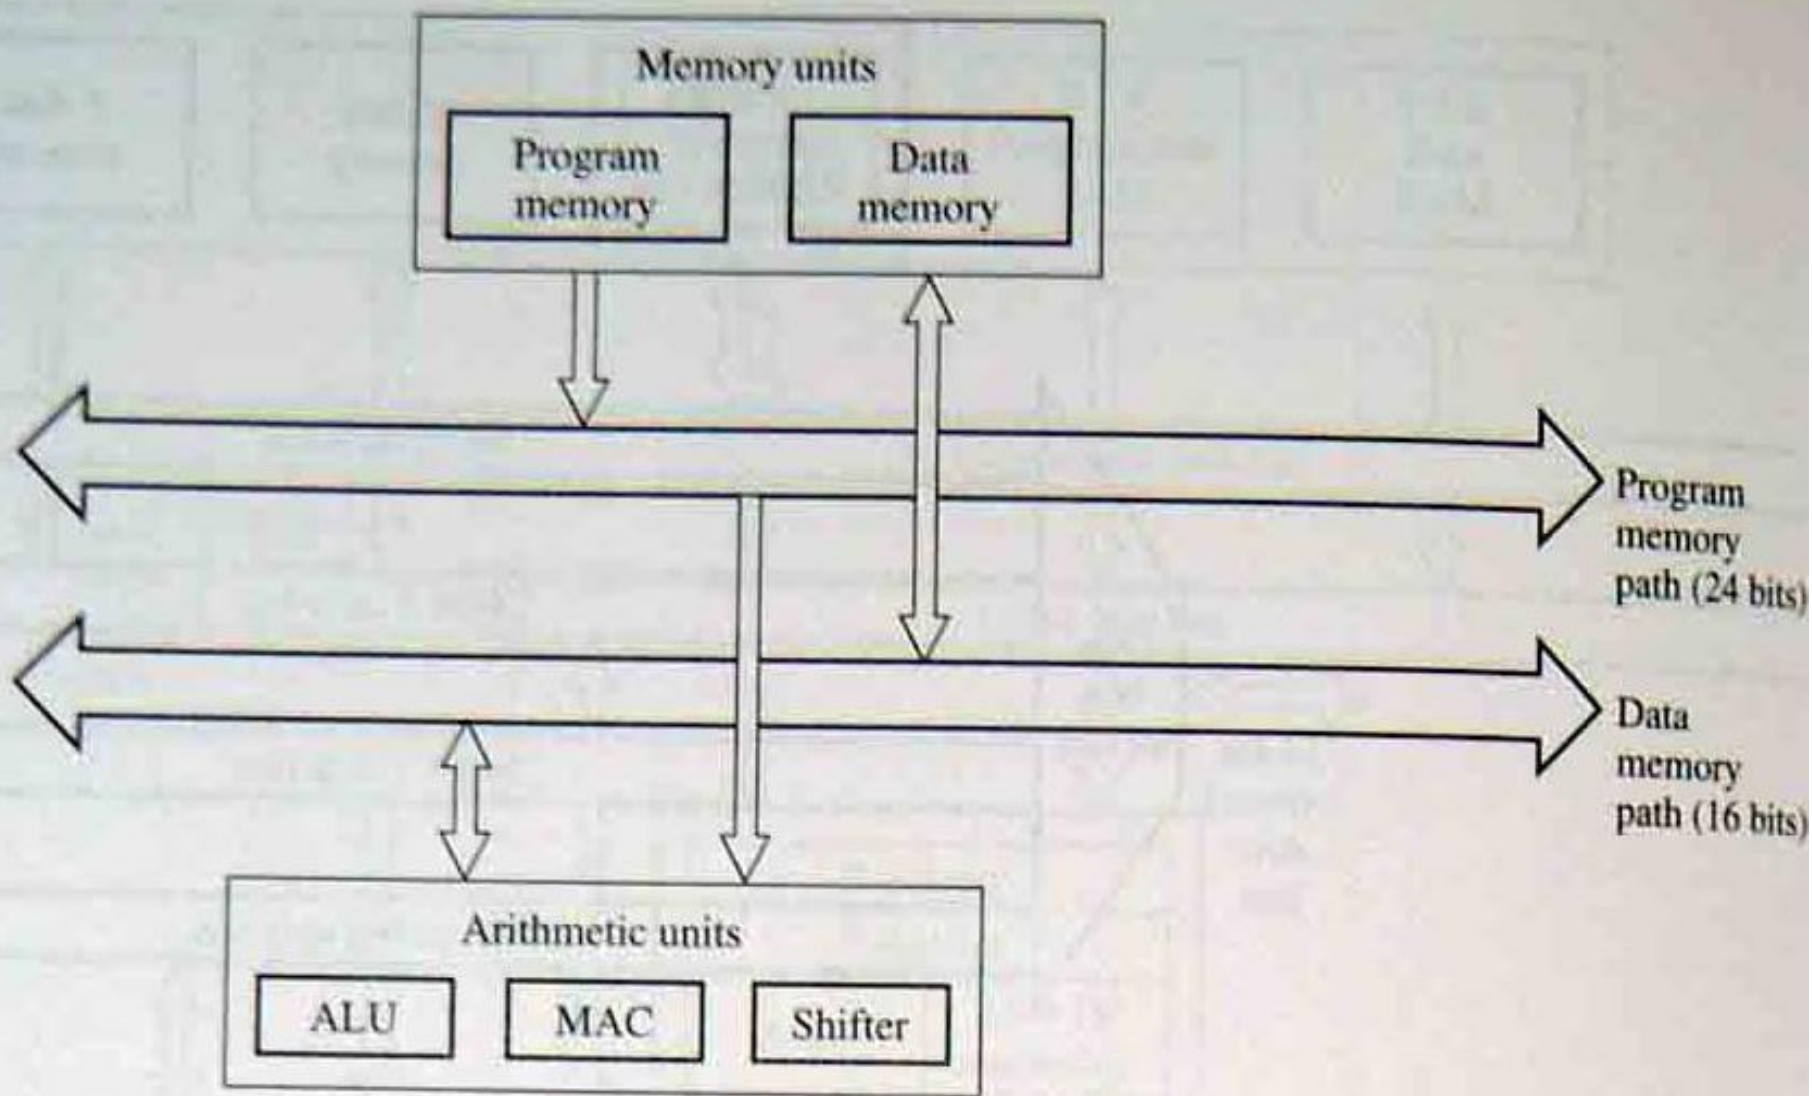 Memory units
Program
memory
Data
memory
Program
memory
path (24 bits)
Data
memory
path (16 bits)
Arithmetic units
ALU
MAC
Shifter